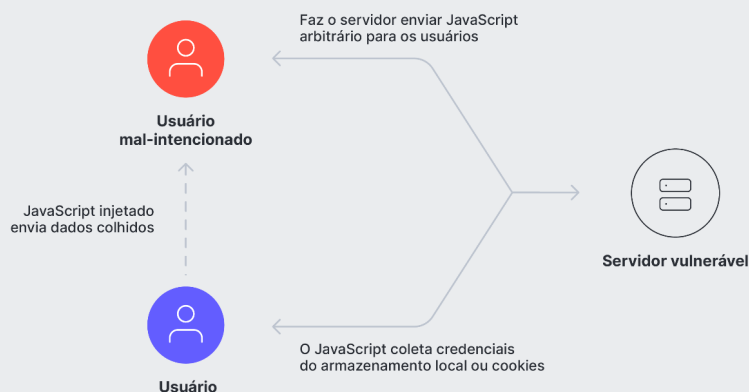 Faz o servidor enviar JavaScript
arbitrário para os usuários
Usuário
mal-intencionado
JavaScript injetado
envia dados colhidos
Servidor vulnerável
O JavaScript coleta credenciais
do armazenamento local ou cookies
Usuário